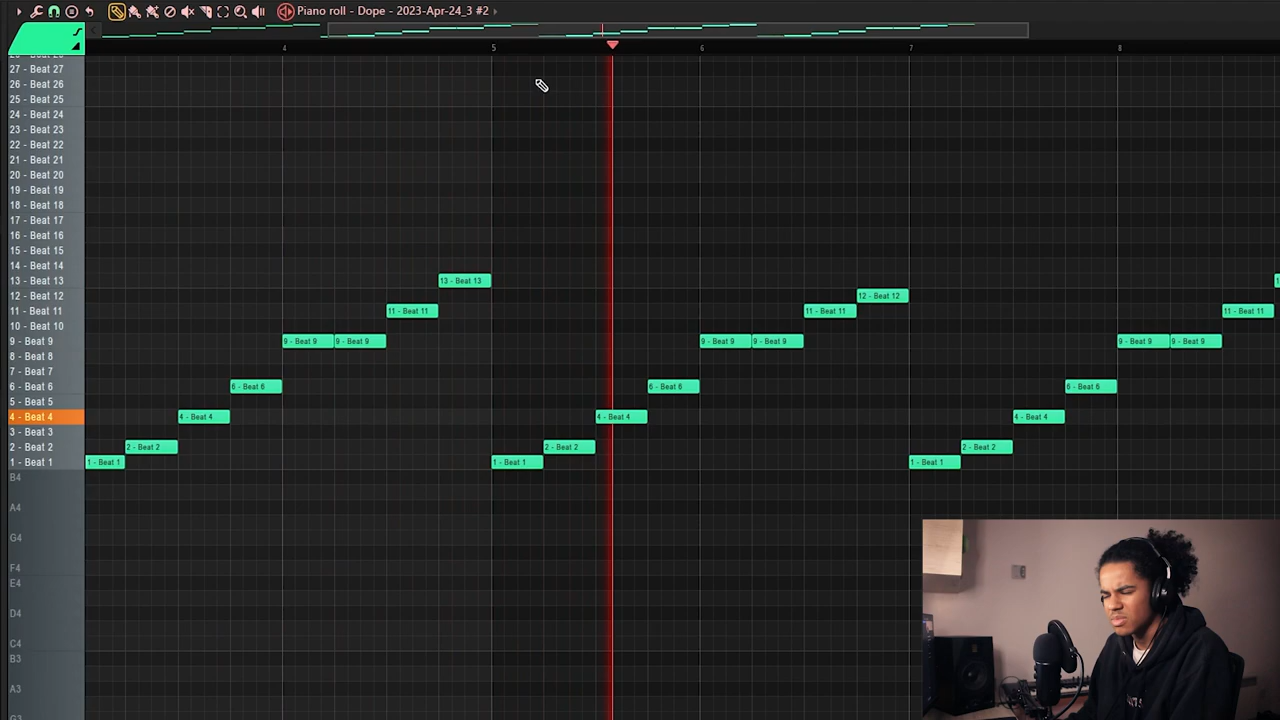 Piano roll - Dope - 2023-Apr-24_3 #2
4 5 6 7 8
27 - Beat 27
26 - Beat 26
25 - Beat 25
24 - Beat 24
23 - Beat 23
22 - Beat 22
21 - Beat 21
20 - Beat 20
19 - Beat 19
18 - Beat 18
17 - Beat 17
16 - Beat 16
15 - Beat 15
14 - Beat 14
13 - Beat 13 13 - Beat 13
12 - Beat 12 12 - Beat 12
11 - Beat 11 11 - Beat 11 11 - Beat 11 11 - Beat 11
10 - Beat 10
9 - Beat 9 9 - Beat 9 9 - Beat 9 9 - Beat 9 9 - Beat 9 9 - Beat 9 9 - Beat 9
8 - Beat 8
7 - Beat 7
6 - Beat 6 6 - Beat 6 6 - Beat 6 6 - Beat 6
5 - Beat 5
4 - Beat 4 4 - Beat 4 4 - Beat 4 4 - Beat 4
3 - Beat 3
2 - Beat 2 2 - Beat 2 2 - Beat 2 2 - Beat 2
1 - Beat 1 1 - Beat 1 1 - Beat 1 1 - Beat 1
B4
A4
G4
F4
E4
D4
C4
B3
A3
G3